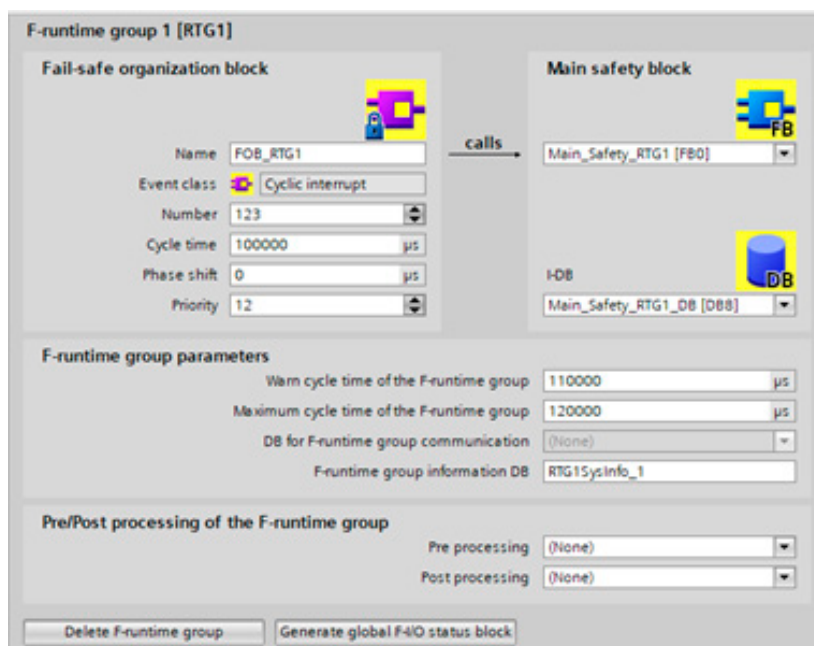 F-runtime group 1 [RTG1]
Fail-safe organization block
Name FOB_RTG1
Event class Cyclic interrupt
Number 123
Cycle time 100000 µs
Phase shift 0 µs
Priority 12
calls
Main safety block
FB
Main_Safety_RTG1 [FB0]
DB
I-DB
Main_Safety_RTG1_DB [DB8]
F-runtime group parameters
Warn cycle time of the F-runtime group 110000 µs
Maximum cycle time of the F-runtime group 120000 µs
DB for F-runtime group communication (None)
F-runtime group information DB RTG1SysInfo_1
Pre/Post processing of the F-runtime group
Pre processing (None)
Post processing (None)
Delete F-runtime group Generate global F-I/O status block